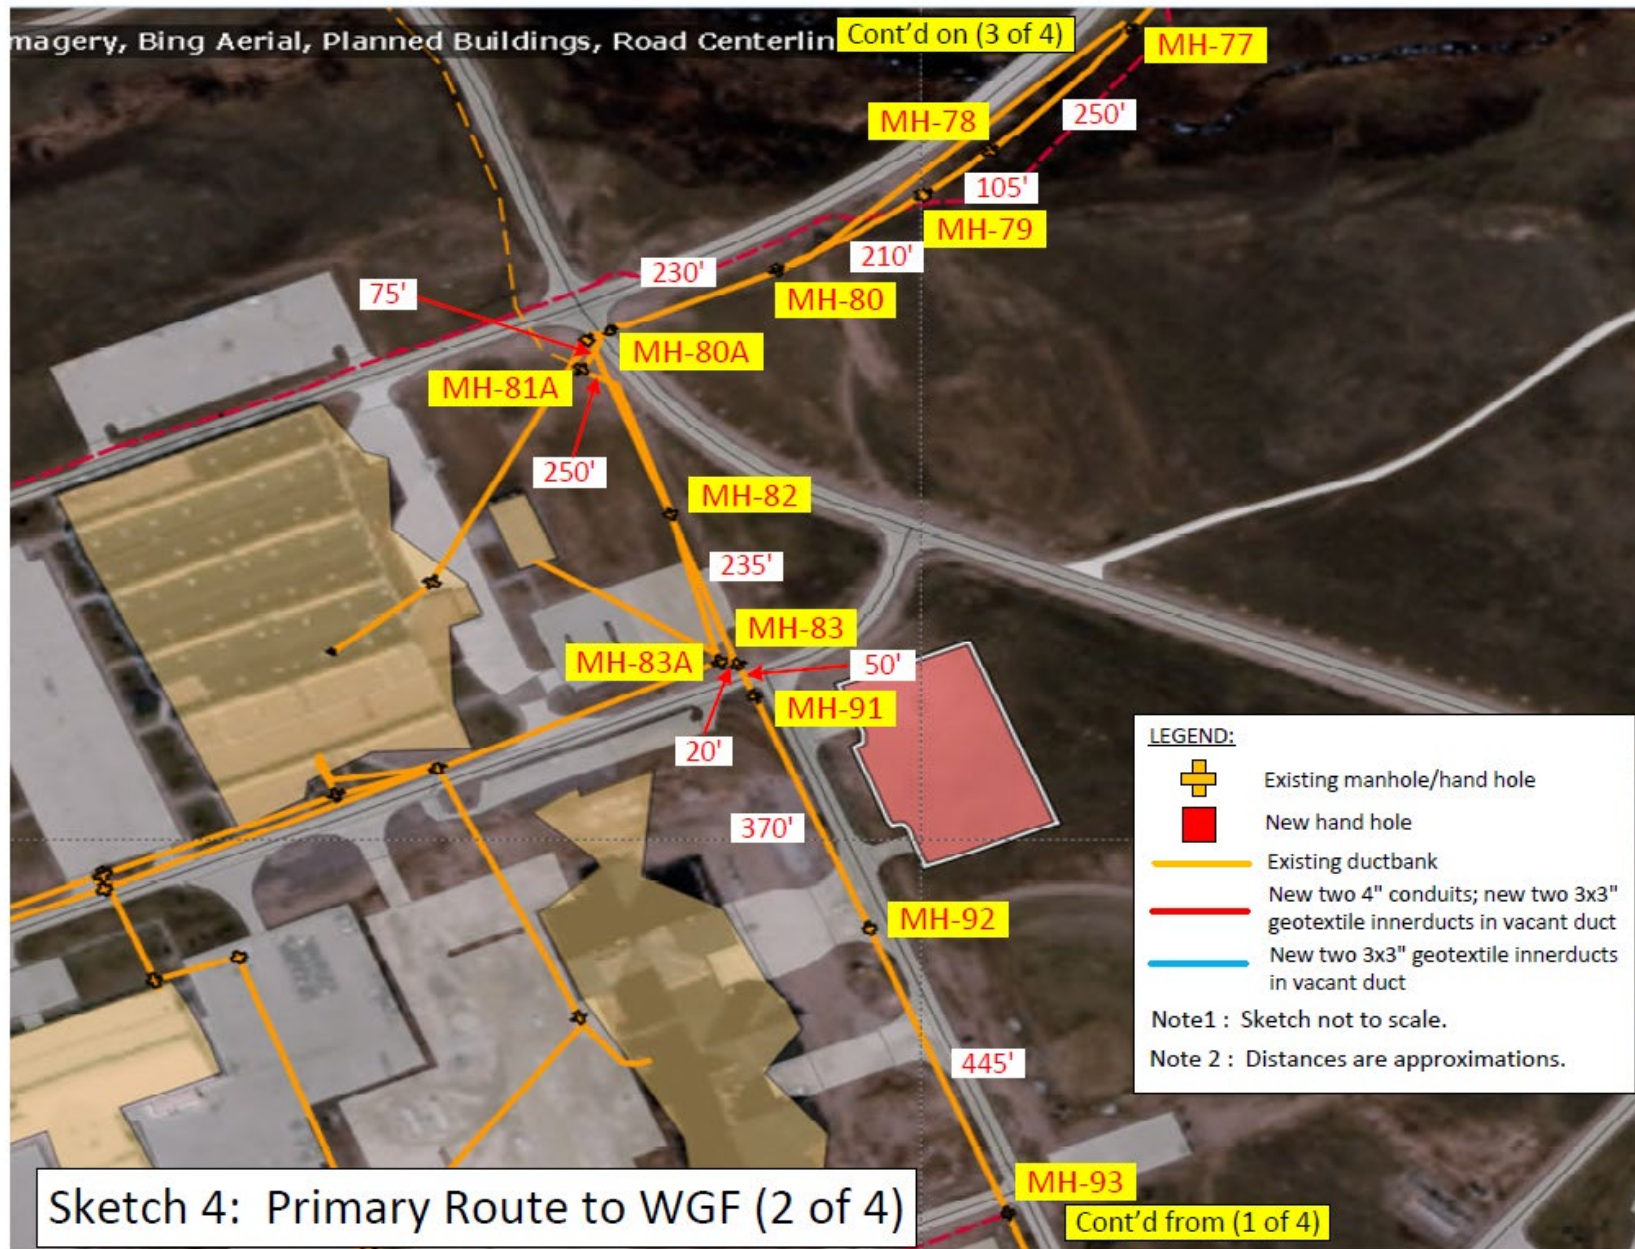 magery, Bing Aerial, Planned Buildings, Road Centerlin
Cont'd on (3 of 4)
MH-77
250'
MH-78
105'
MH-79
210'
230'
MH-80
75'
MH-80A
MH-81A
250'
MH-82
235'
MH-83
MH-83A
50'
MH-91
20'
370'
MH-92
445'
MH-93
Cont'd from (1 of 4)
LEGEND:
Existing manhole/hand hole
New hand hole
Existing ductbank
New two 4" conduits; new two 3x3"
geotextile innerducts in vacant duct
New two 3x3" geotextile innerducts
in vacant duct
Note1 : Sketch not to scale.
Note 2 : Distances are approximations.
Sketch 4: Primary Route to WGF (2 of 4)